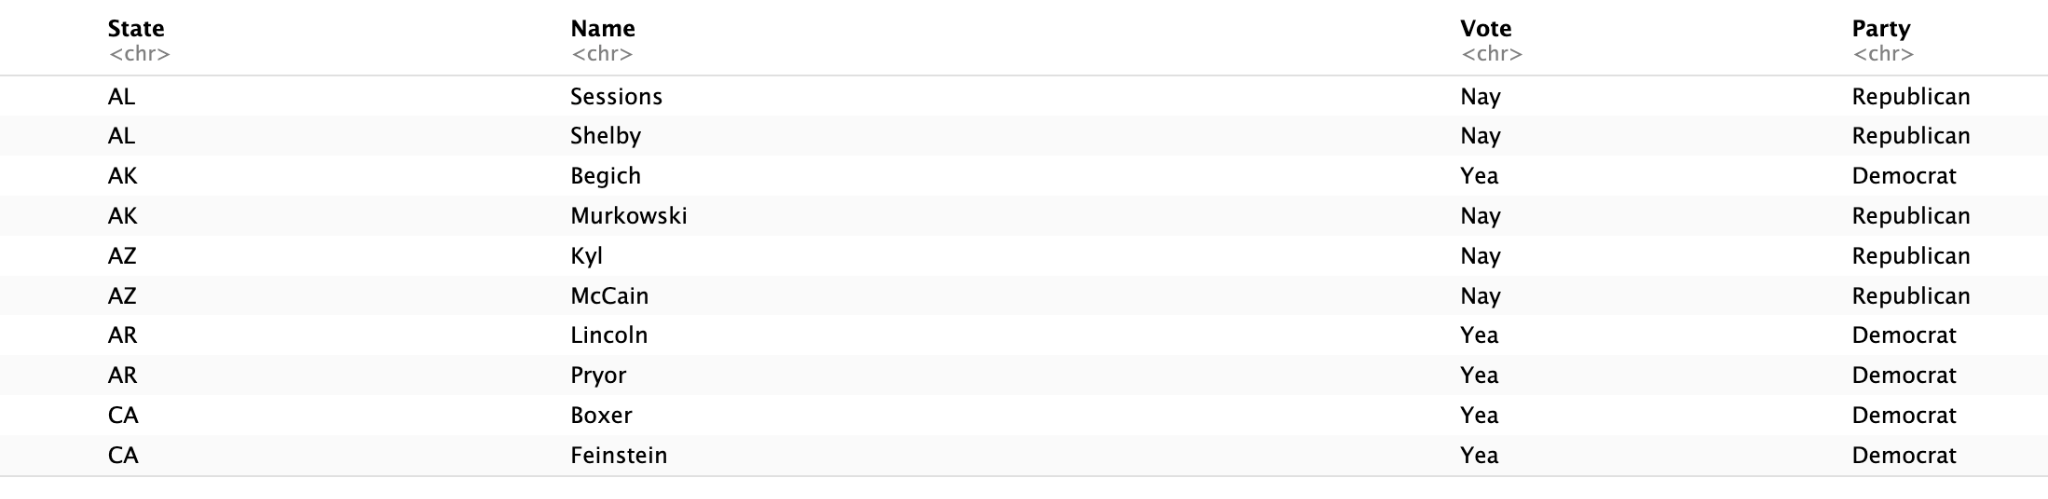 State Name Vote Party
<chr> <chr> <chr> <chr>
AL Sessions Nay Republican
AL Shelby Nay Republican
AK Begich Yea Democrat
AK Murkowski Nay Republican
AZ Kyl Nay Republican
AZ McCain Nay Republican
AR Lincoln Yea Democrat
AR Pryor Yea Democrat
CA Boxer Yea Democrat
CA Feinstein Yea Democrat